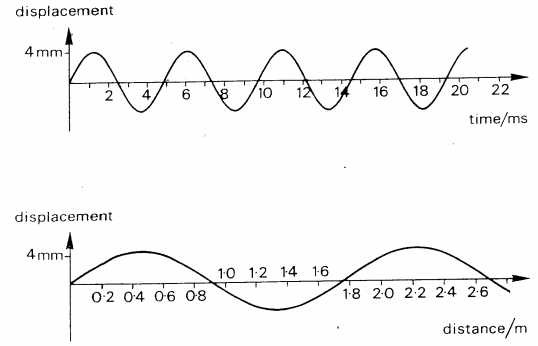 displacement
4mm
2 4 6 8 10 12 14 16 18 20 22
time/ms
displacement
4mm
1·0 1·2 1·4 1·6
0·2 0·4 0·6 0·8 1·8 2·0 2·2 2·4 2·6
distance/m